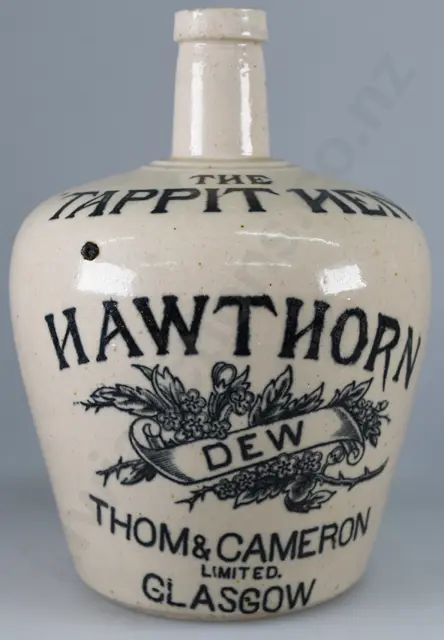 THE
TAPPIT HEN
HAWTHORN
DEW
THOM & CAMERON
LIMITED.
GLASGOW